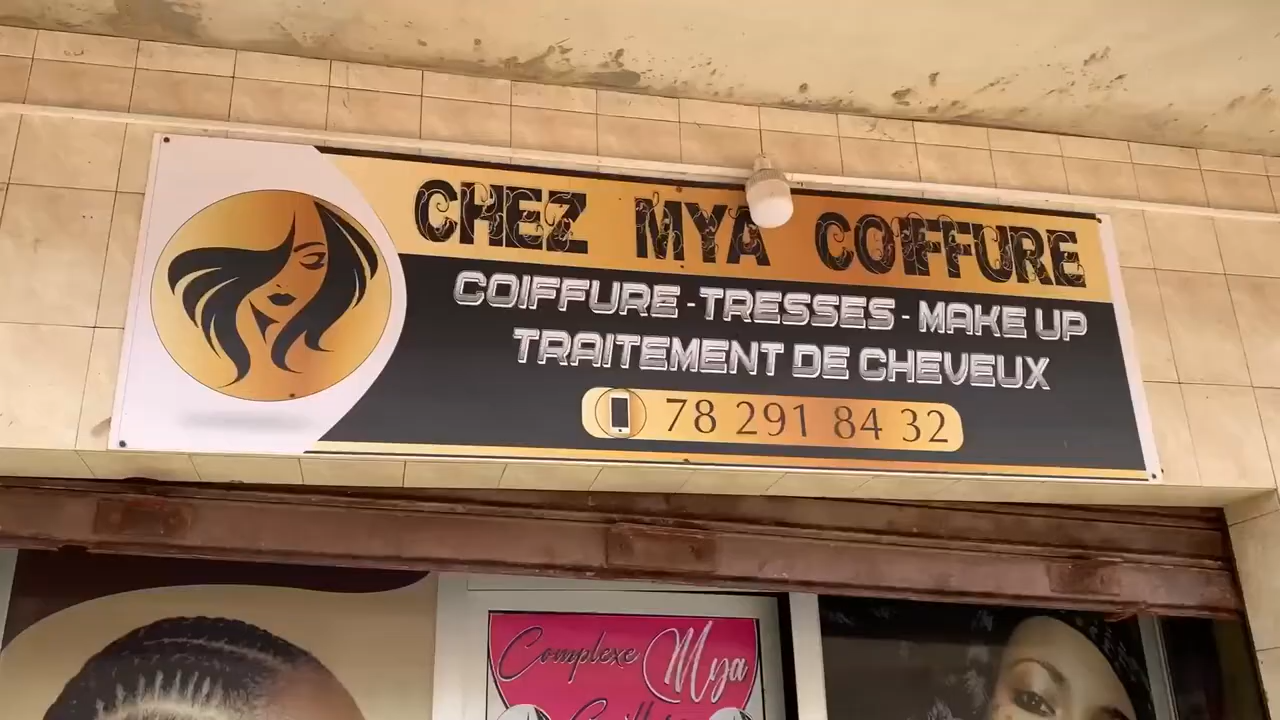 CHEZ MYA COIFFURE
COIFFURE - TRESSES - MAKE UP
TRAITEMENT DE CHEVEUX
78 291 84 32
Complexe Mya